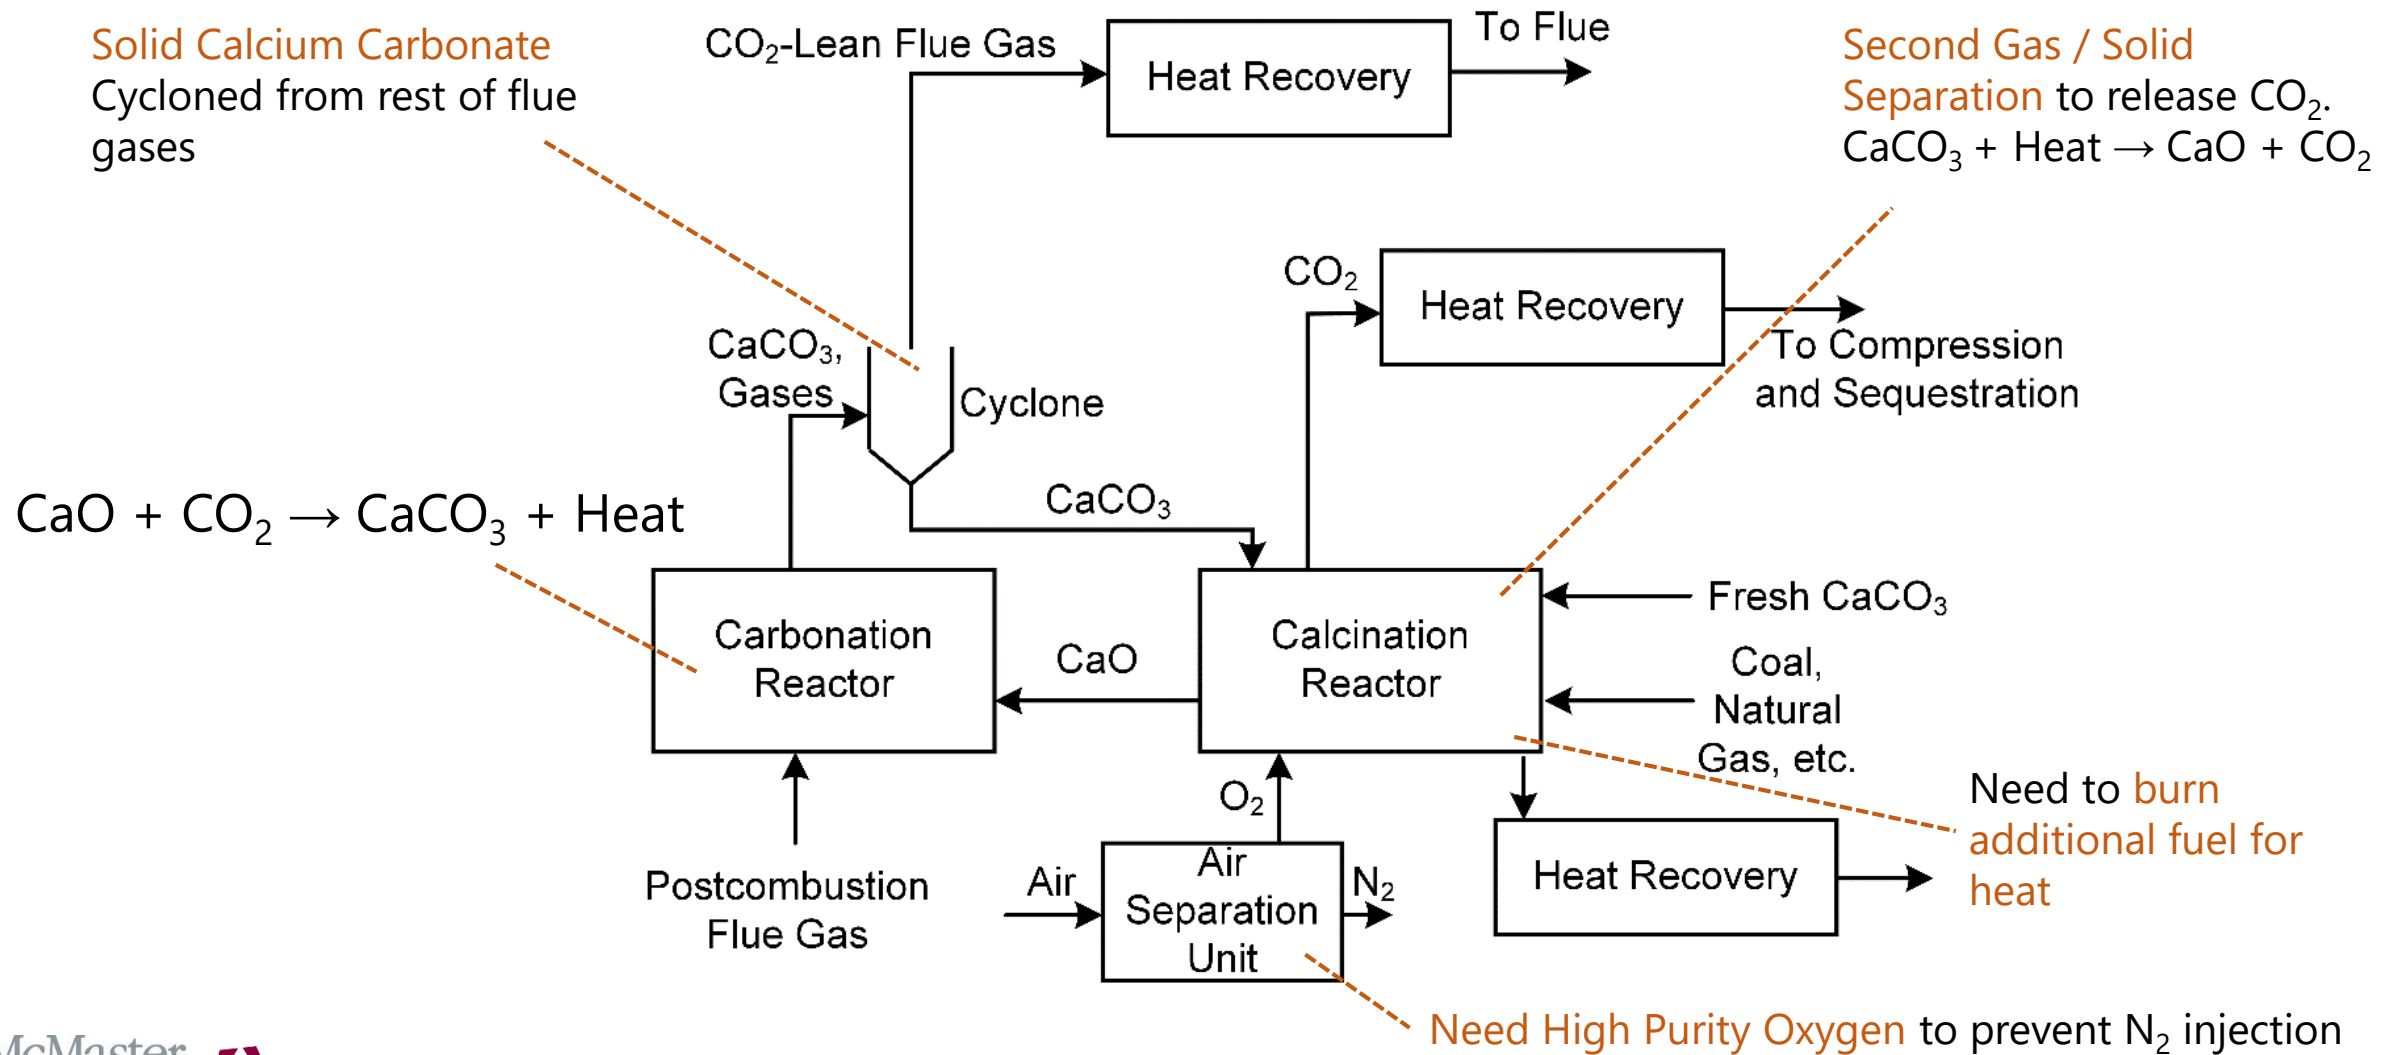 Solid Calcium Carbonate
Cycloned from rest of flue
gases
CO₂-Lean Flue Gas
Heat Recovery
To Flue
Second Gas / Solid
Separation to release CO₂.
CaCO₃ + Heat → CaO + CO₂
CO₂
Heat Recovery
To Compression
and Sequestration
CaCO₃,
Gases
Cyclone
CaCO₃
CaO + CO₂ → CaCO₃ + Heat
Carbonation
Reactor
CaO
Calcination
Reactor
Fresh CaCO₃
Coal,
Natural
Gas, etc.
Need to burn
additional fuel for
heat
O₂
Heat Recovery
Postcombustion
Flue Gas
Air
Air
Separation
Unit
N₂
Need High Purity Oxygen to prevent N₂ injection
McMaster